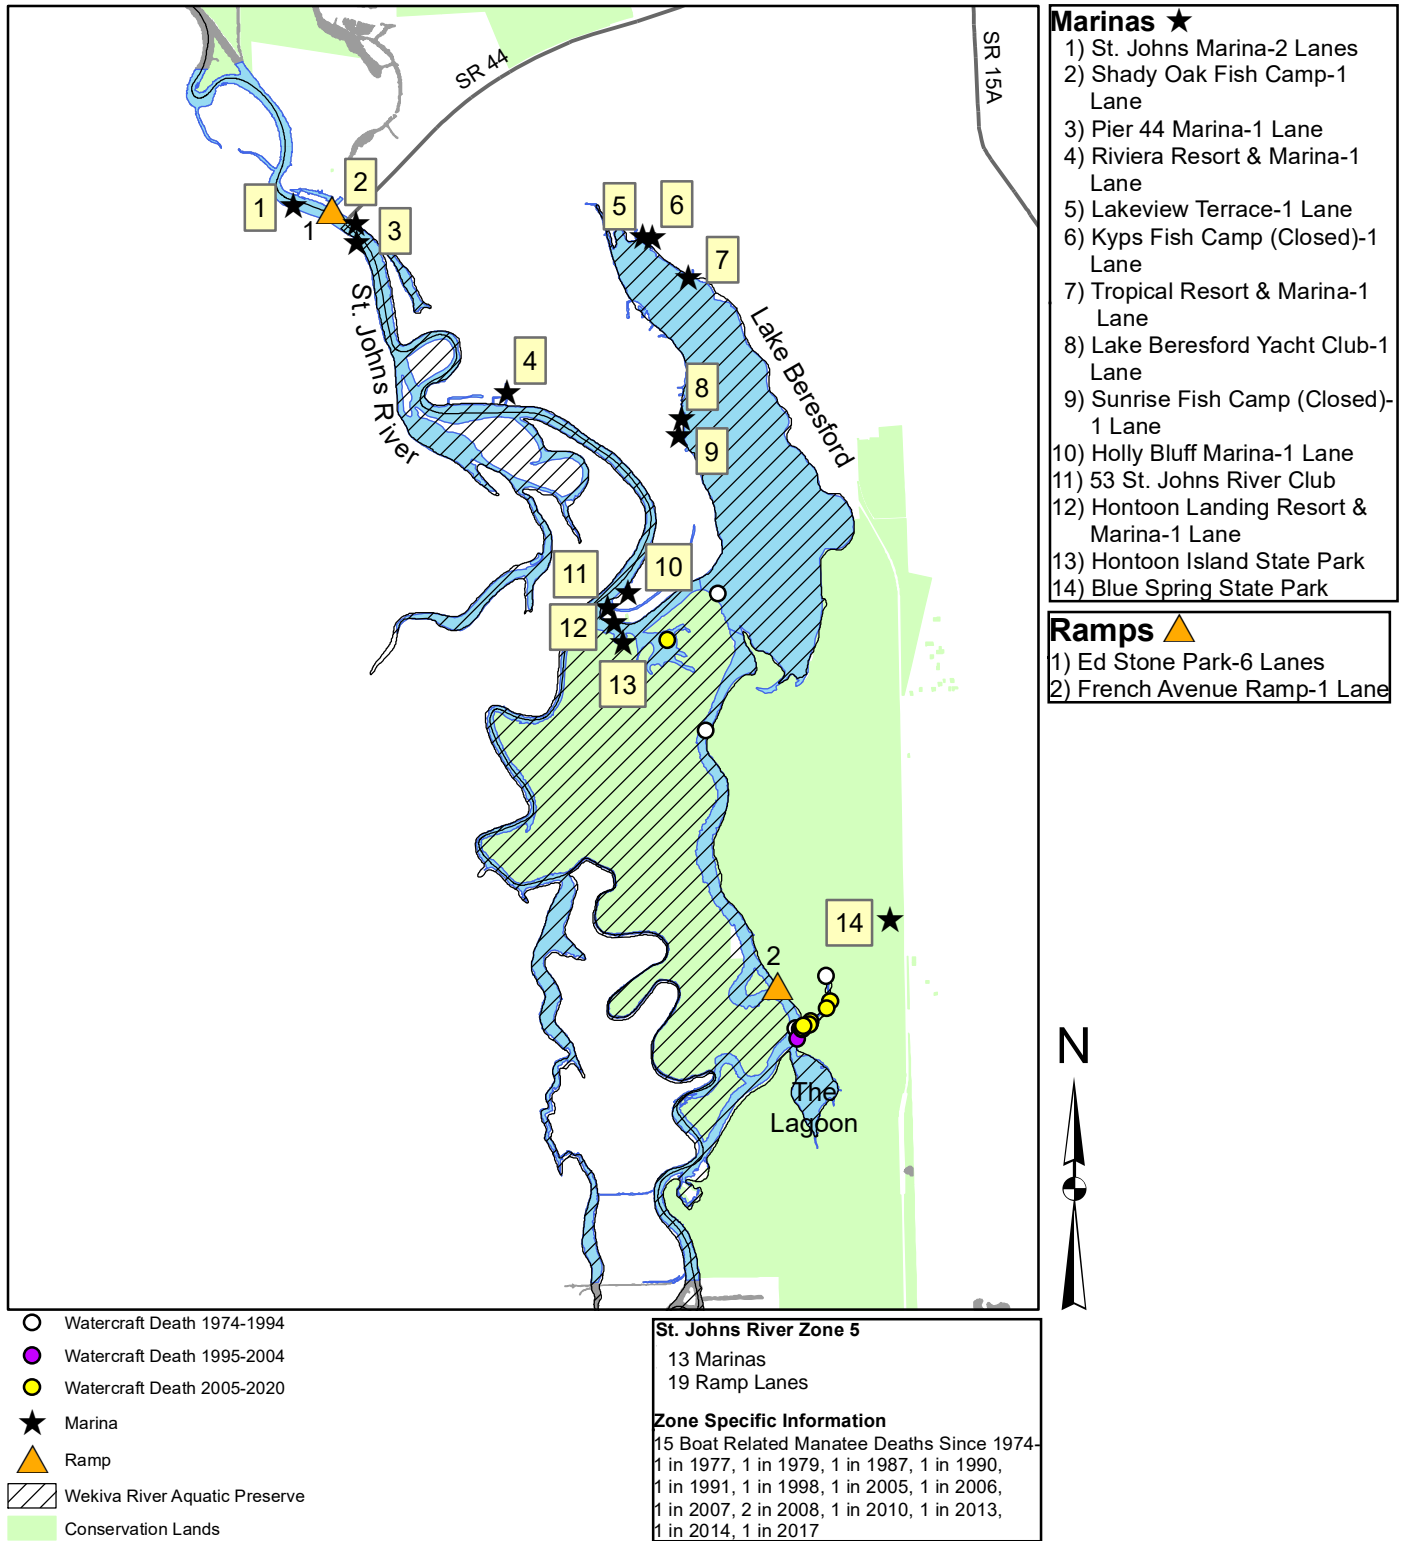 SR 44
SR 15A
1
2
3
1
St. Johns River
4
5
6
7
Lake Beresford
8
9
10
11
12
13
14
2
The
Lagoon
N
Marinas
1) St. Johns Marina-2 Lanes
2) Shady Oak Fish Camp-1
Lane
3) Pier 44 Marina-1 Lane
4) Riviera Resort & Marina-1
Lane
5) Lakeview Terrace-1 Lane
6) Kyps Fish Camp (Closed)-1
Lane
7) Tropical Resort & Marina-1
Lane
8) Lake Beresford Yacht Club-1
Lane
9) Sunrise Fish Camp (Closed)-
1 Lane
10) Holly Bluff Marina-1 Lane
11) 53 St. Johns River Club
12) Hontoon Landing Resort &
Marina-1 Lane
13) Hontoon Island State Park
14) Blue Spring State Park
Ramps
1) Ed Stone Park-6 Lanes
2) French Avenue Ramp-1 Lane
Watercraft Death 1974-1994
Watercraft Death 1995-2004
Watercraft Death 2005-2020
Marina
Ramp
Wekiva River Aquatic Preserve
Conservation Lands
St. Johns River Zone 5
13 Marinas
19 Ramp Lanes
Zone Specific Information
15 Boat Related Manatee Deaths Since 1974-
1 in 1977, 1 in 1979, 1 in 1987, 1 in 1990,
1 in 1991, 1 in 1998, 1 in 2005, 1 in 2006,
1 in 2007, 2 in 2008, 1 in 2010, 1 in 2013,
1 in 2014, 1 in 2017